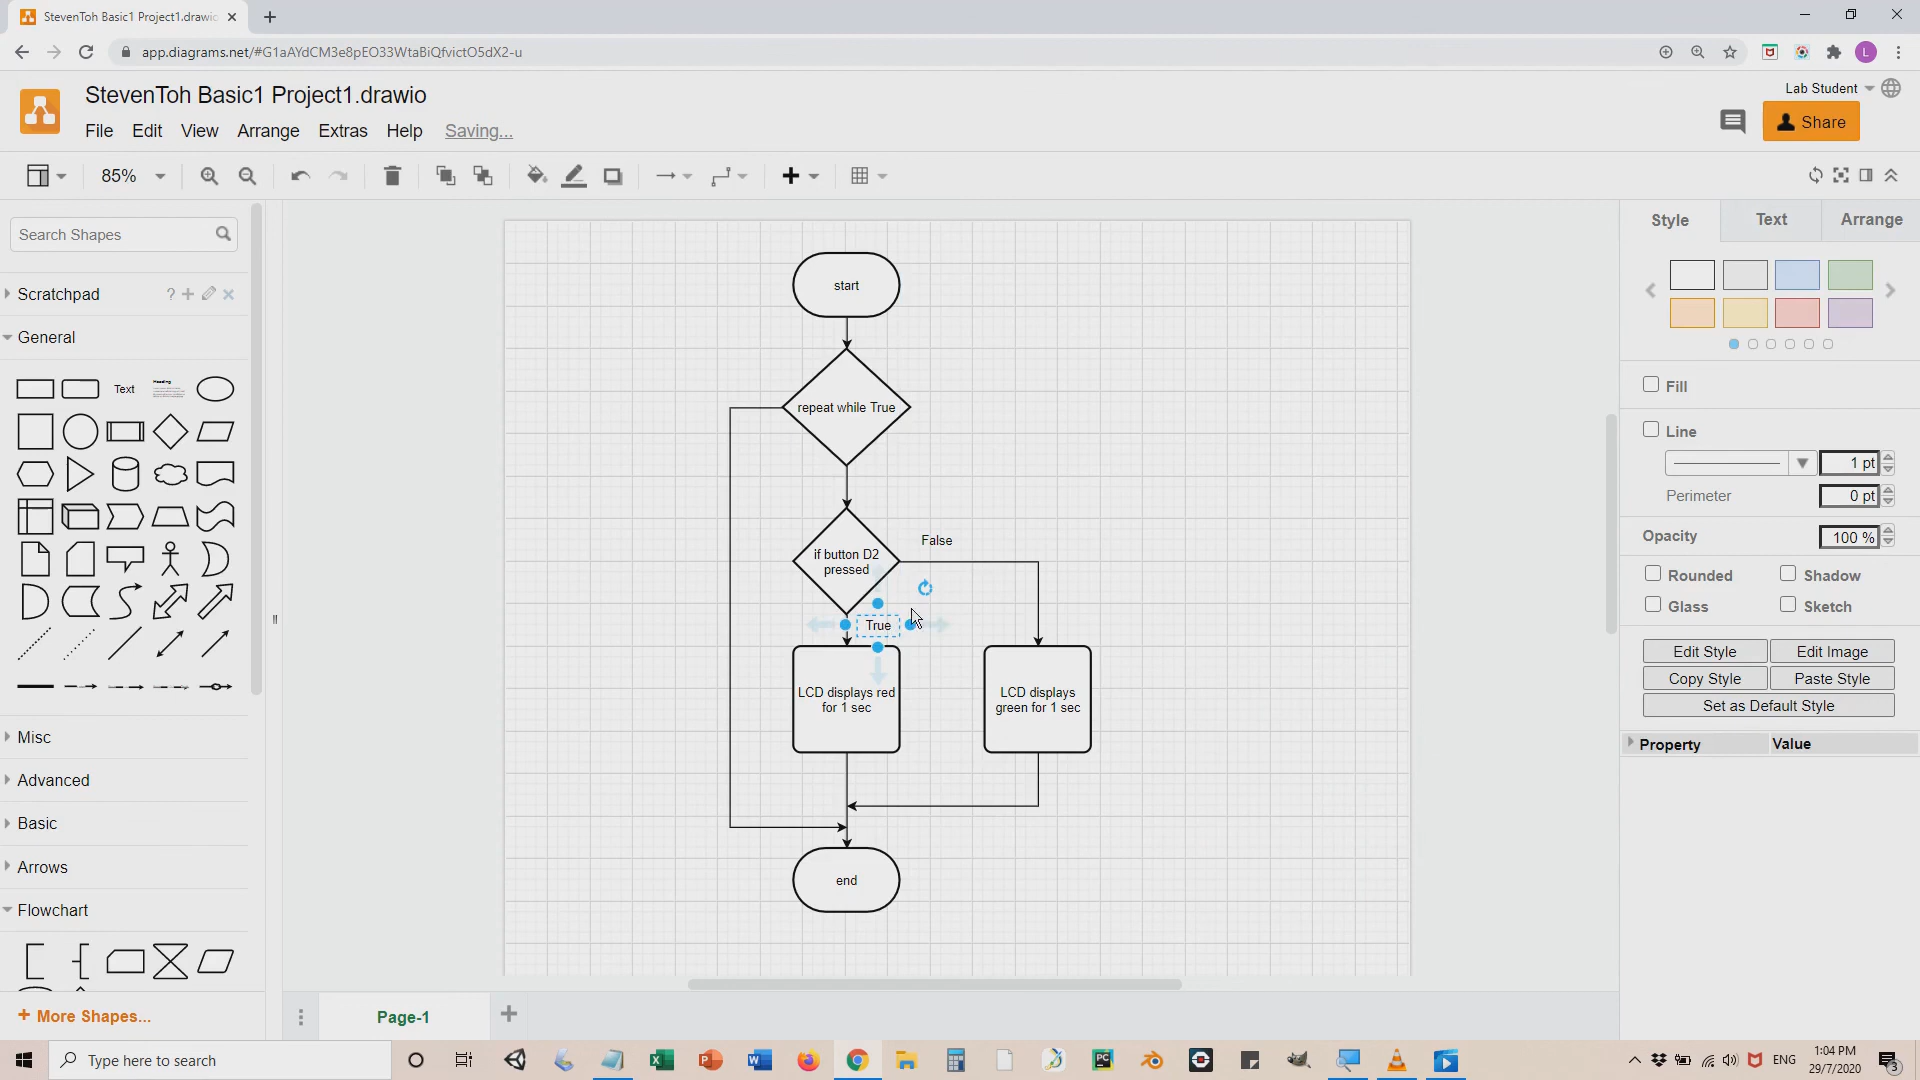 StevenToh Basic1 Project1.drawio
app.diagrams.net/#G1aAYdCM3e8pEO33WtaBiQfvictO5dX2-u
L
StevenToh Basic1 Project1.drawio
Lab Student
File Edit View Arrange Extras Help Saving...
Share
85%
Search Shapes
Style Text Arrange
Scratchpad
?
General
Text
Heading
Misc
Advanced
Basic
Arrows
Flowchart
+ More Shapes...
start
repeat while True
if button D2
pressed
False
True
LCD displays red
for 1 sec
LCD displays
green for 1 sec
end
Fill
Line
1 pt
Perimeter 0 pt
Opacity 100 %
Rounded Shadow
Glass Sketch
Edit Style Edit Image
Copy Style Paste Style
Set as Default Style
Property Value
Page-1
Type here to search
ENG
1:04 PM
29/7/2020
3